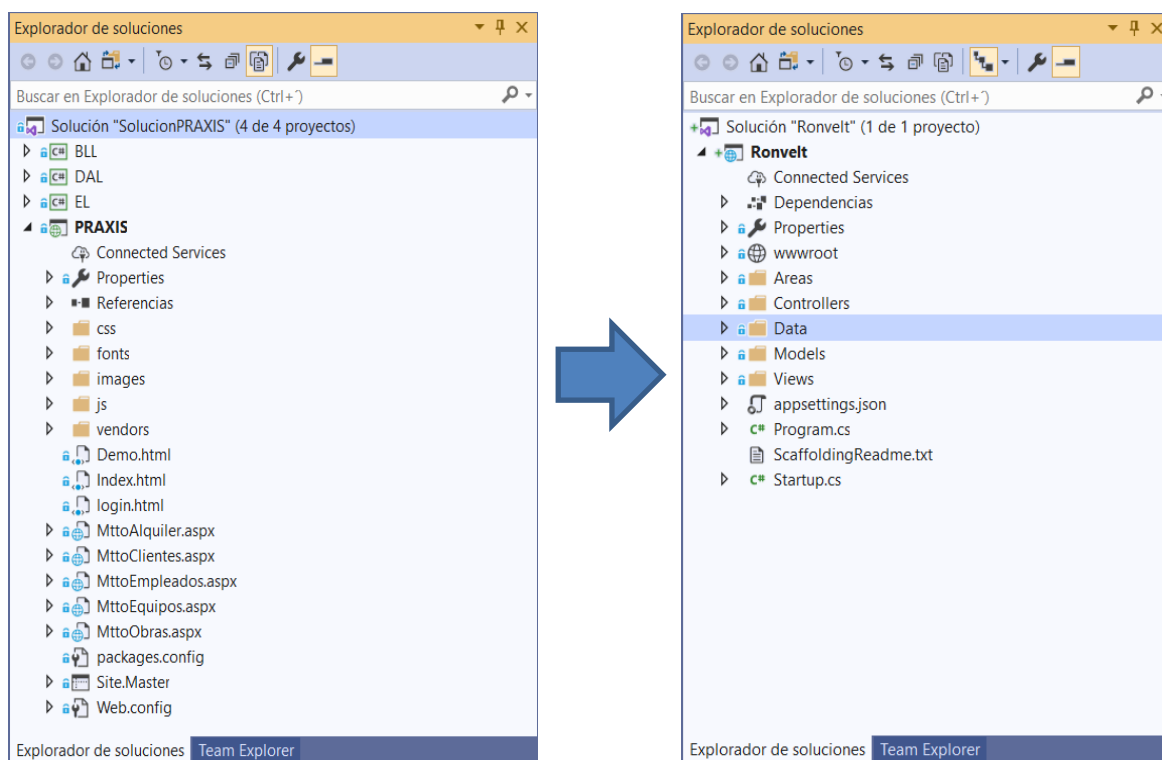 Explorador de soluciones
Buscar en Explorador de soluciones (Ctrl+´)
Solución "SolucionPRAXIS" (4 de 4 proyectos)
C# BLL
C# DAL
C# EL
PRAXIS
Connected Services
Properties
Referencias
css
fonts
images
js
vendors
Demo.html
Index.html
login.html
MttoAlquiler.aspx
MttoClientes.aspx
MttoEmpleados.aspx
MttoEquipos.aspx
MttoObras.aspx
packages.config
Site.Master
Web.config
Explorador de soluciones Team Explorer
Explorador de soluciones
Buscar en Explorador de soluciones (Ctrl+´)
Solución "Ronvelt" (1 de 1 proyecto)
Ronvelt
Connected Services
Dependencias
Properties
wwwroot
Areas
Controllers
Data
Models
Views
appsettings.json
C# Program.cs
ScaffoldingReadme.txt
C# Startup.cs
Explorador de soluciones Team Explorer